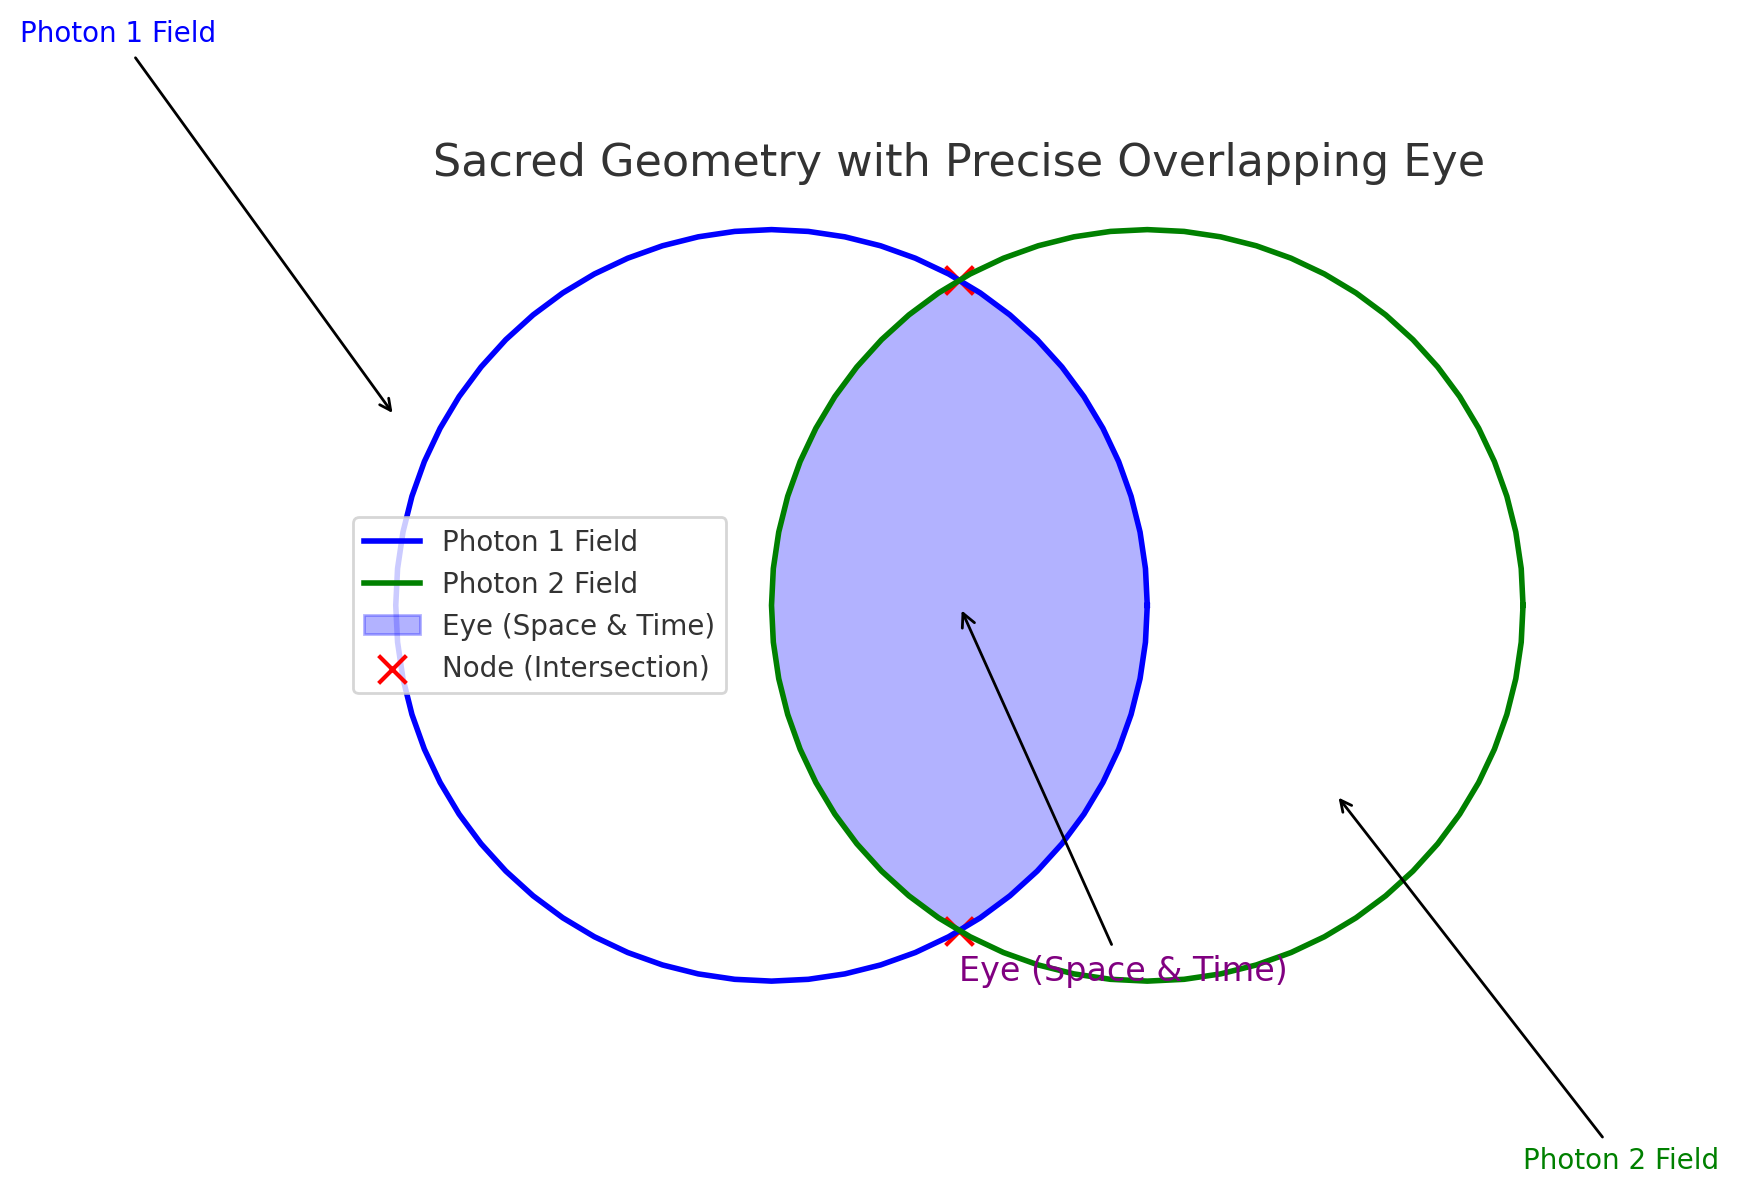 Photon 1 Field
Sacred Geometry with Precise Overlapping Eye
Photon 1 Field
Photon 2 Field
Eye (Space & Time)
Node (Intersection)
Eye (Space & Time)
Photon 2 Field